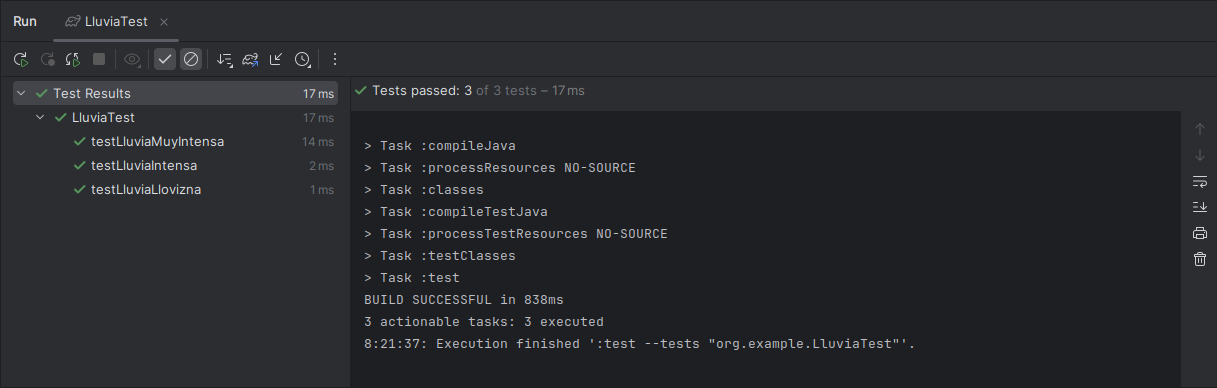 Run LluviaTest
Test Results 17 ms
LluviaTest 17 ms
testLluviaMuyIntensa 14 ms
testLluviaIntensa 2 ms
testLluviaLlovizna 1 ms
Tests passed: 3 of 3 tests – 17 ms
> Task :compileJava
> Task :processResources NO-SOURCE
> Task :classes
> Task :compileTestJava
> Task :processTestResources NO-SOURCE
> Task :testClasses
> Task :test
BUILD SUCCESSFUL in 838ms
3 actionable tasks: 3 executed
8:21:37: Execution finished ':test --tests "org.example.LluviaTest"'.